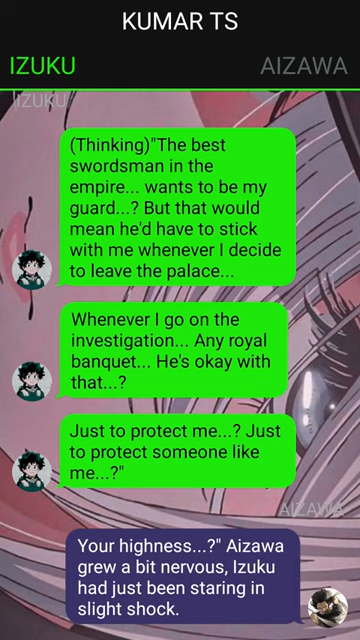 KUMAR TS
IZUKU
AIZAWA
IZUKU
(Thinking)"The best
swordsman in the
empire... wants to be my
guard...? But that would
mean he'd have to stick
with me whenever I decide
to leave the palace...
Whenever I go on the
investigation... Any royal
banquet... He's okay with
that...?
Just to protect me...? Just
to protect someone like
me...?"
AIZAWA
Your highness...?" Aizawa
grew a bit nervous, Izuku
had just been staring in
slight shock.